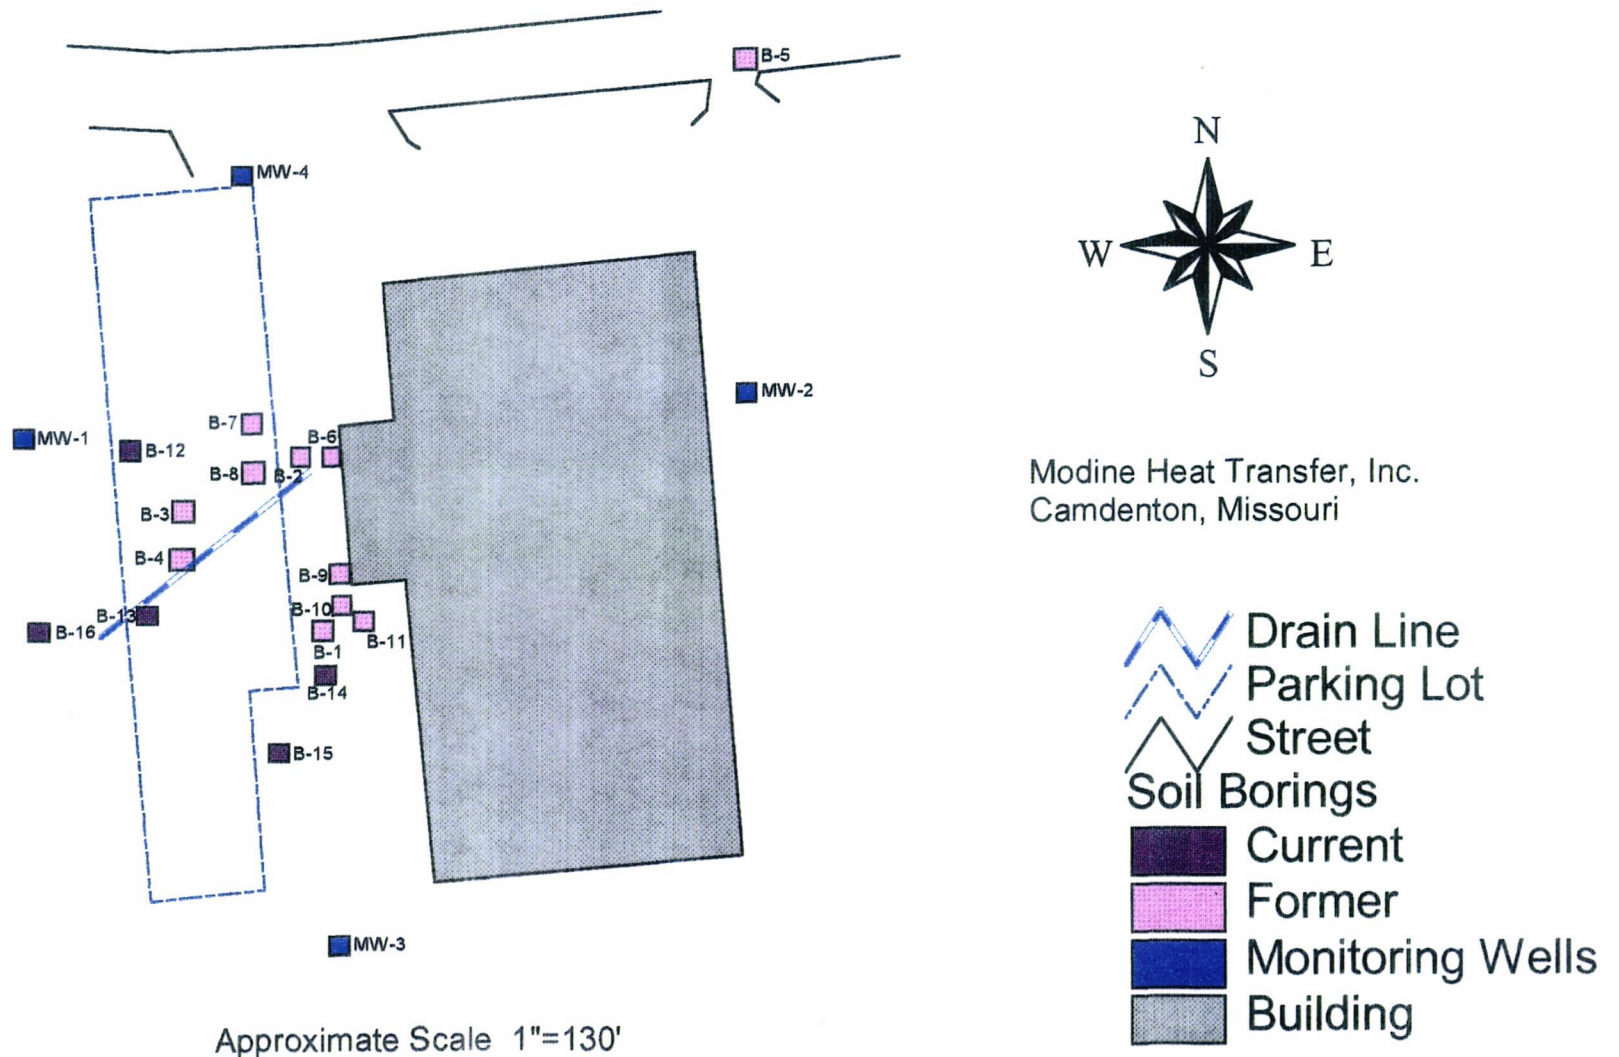 B-5
N
MW-4
W
E
S
MW-2
B-7
B-6
MW-1
B-12
B-8
B-2
Modine Heat Transfer, Inc.
Camdenton, Missouri
B-3
B-4
B-9
B-10
B-13
B-16
B-11
B-1
B-14
B-15
MW-3
Drain Line
Parking Lot
Street
Soil Borings
Current
Former
Monitoring Wells
Building
Approximate Scale 1"=130'